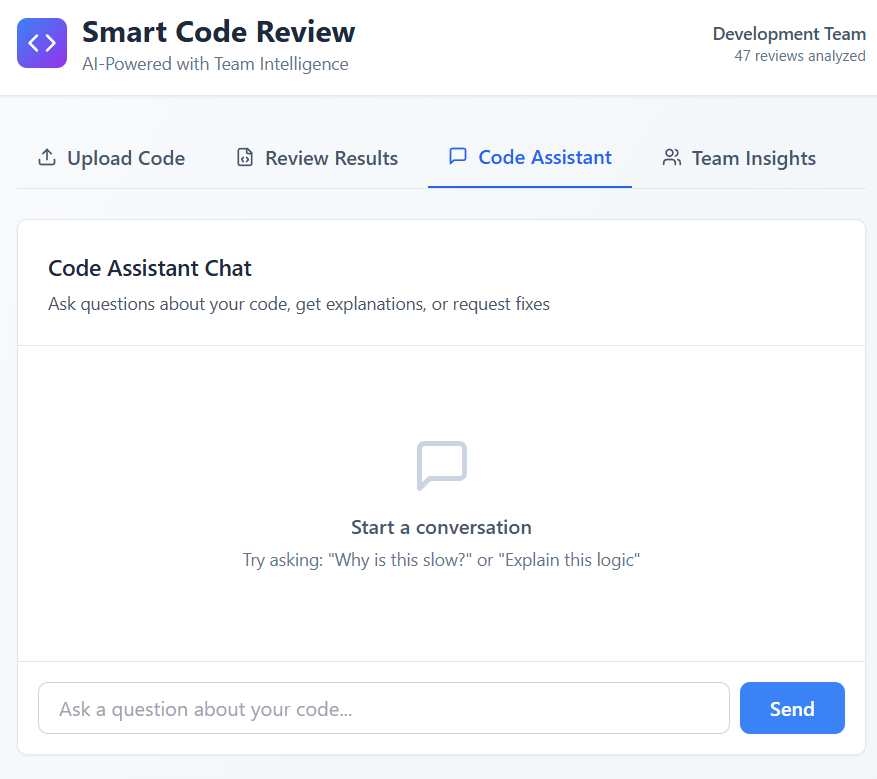 Smart Code Review
AI-Powered with Team Intelligence
Development Team
47 reviews analyzed
Upload Code
Review Results
Code Assistant
Team Insights
Code Assistant Chat
Ask questions about your code, get explanations, or request fixes
Start a conversation
Try asking: "Why is this slow?" or "Explain this logic"
Ask a question about your code...
Send